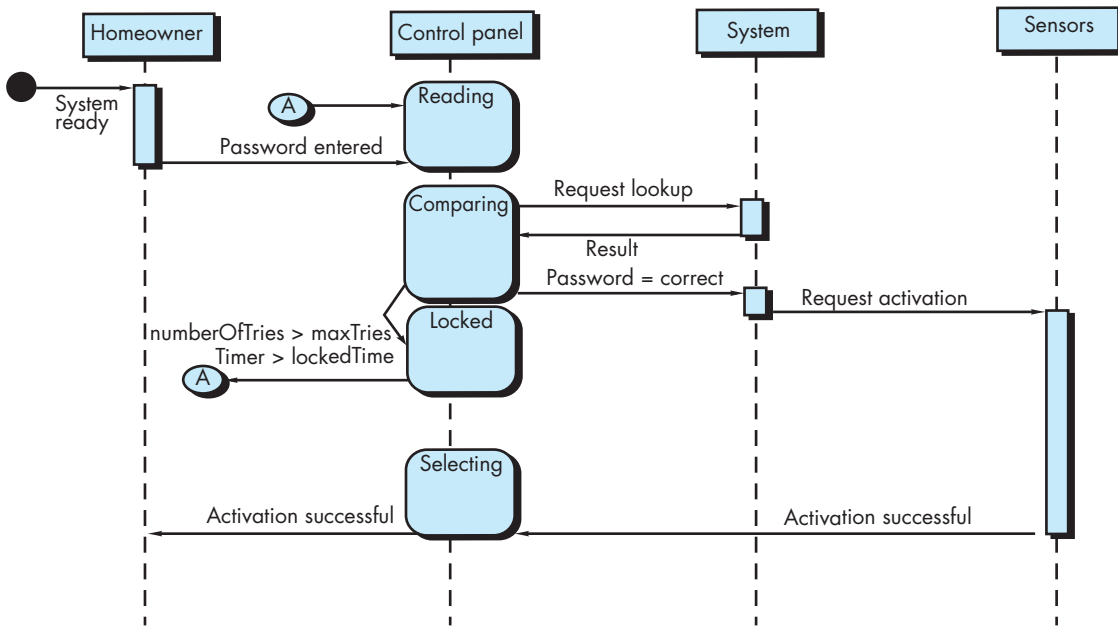 Homeowner
Control panel
System
Sensors
System
ready
A
Reading
Password entered
Comparing
Request lookup
Result
Password = correct
Request activation
Locked
numberOfTries > maxTries
Timer > lockedTime
A
Selecting
Activation successful
Activation successful